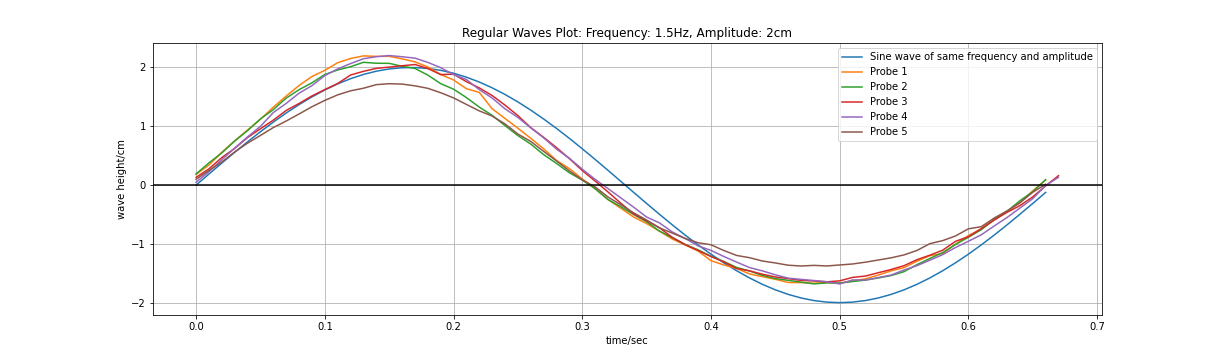 Regular Waves Plot: Frequency: 1.5Hz, Amplitude: 2cm
Sine wave of same frequency and amplitude
Probe 1
Probe 2
Probe 3
Probe 4
Probe 5
wave height/cm
2
1
0
−1
−2
0.0 0.1 0.2 0.3 0.4 0.5 0.6 0.7
time/sec